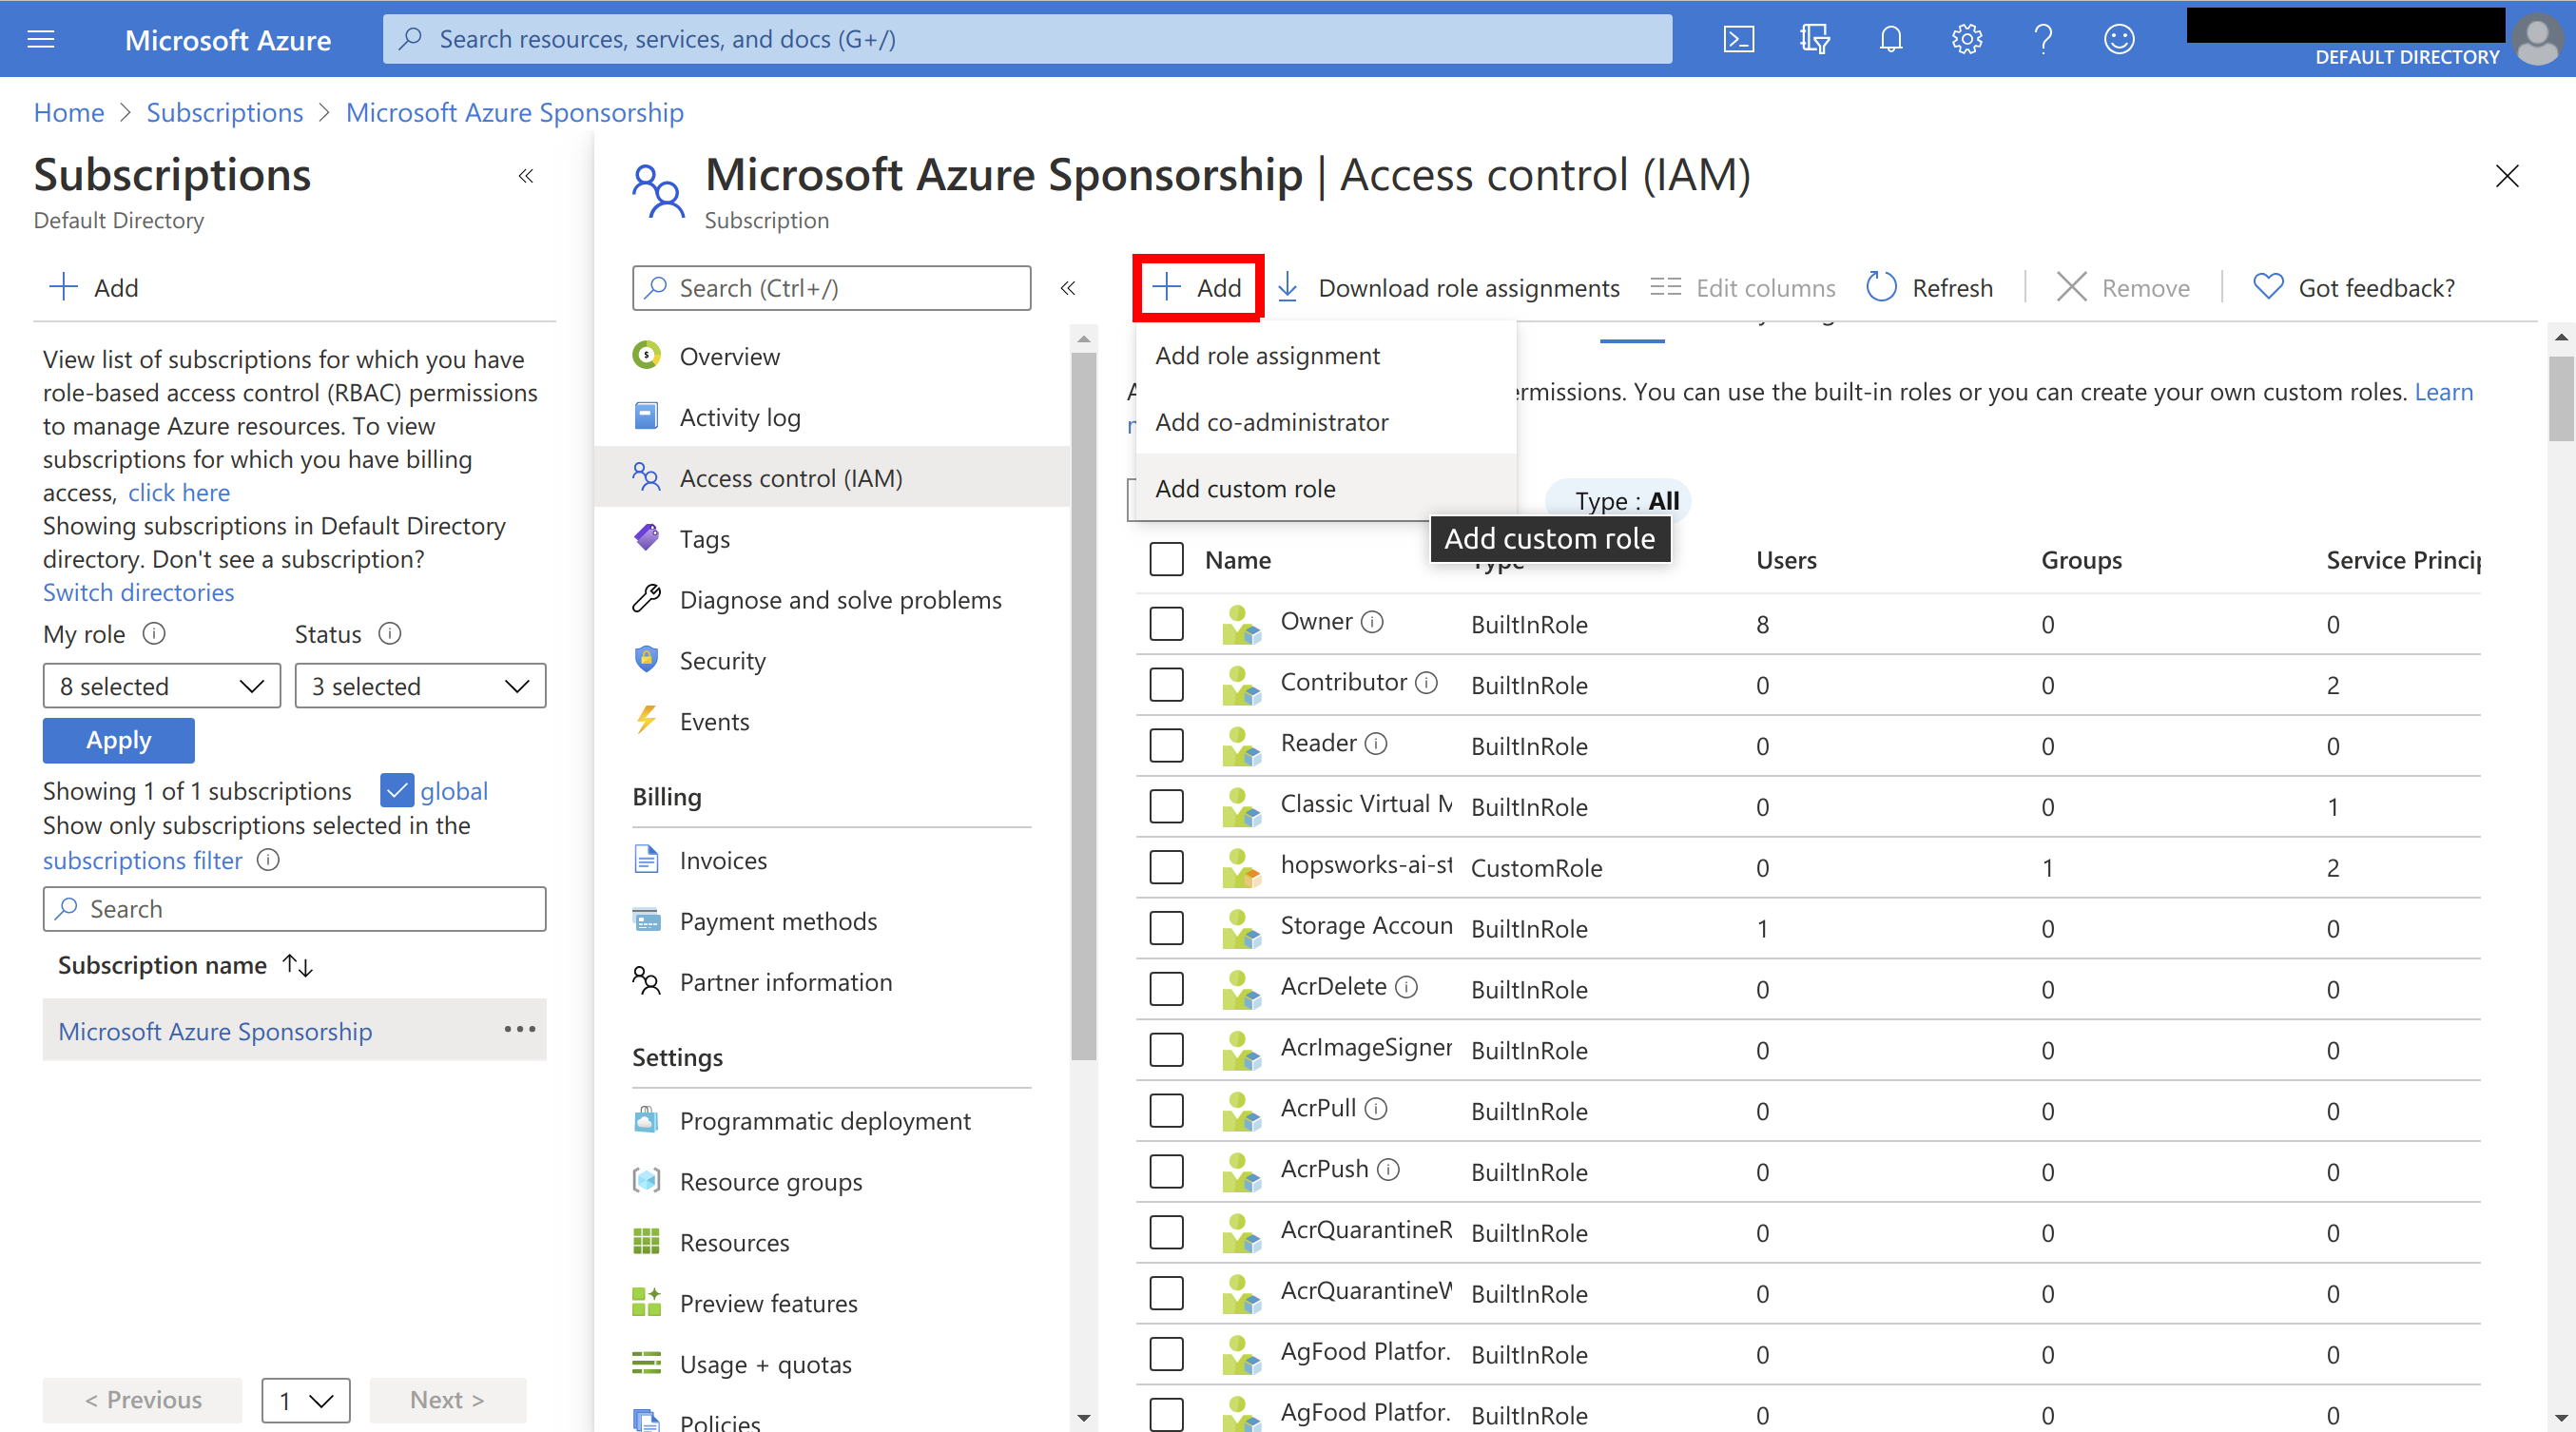 Microsoft Azure
Search resources, services, and docs (G+/)
DEFAULT DIRECTORY
Home > Subscriptions > Microsoft Azure Sponsorship
Subscriptions
Default Directory
Add
View list of subscriptions for which you have
role-based access control (RBAC) permissions
to manage Azure resources. To view
subscriptions for which you have billing
access, click here
Showing subscriptions in Default Directory
directory. Don't see a subscription?
Switch directories
My role Status
8 selected 3 selected
Apply
Showing 1 of 1 subscriptions global
Show only subscriptions selected in the
subscriptions filter
Search
Subscription name
Microsoft Azure Sponsorship
< Previous 1 Next >
Microsoft Azure Sponsorship | Access control (IAM)
Subscription
Search (Ctrl+/)
Overview
Activity log
Access control (IAM)
Tags
Diagnose and solve problems
Security
Events
Billing
Invoices
Payment methods
Partner information
Settings
Programmatic deployment
Resource groups
Resources
Preview features
Usage + quotas
Policies
Add Download role assignments Edit columns Refresh Remove Got feedback?
Add role assignment
Add co-administrator
Add custom role
Add custom role
ermissions. You can use the built-in roles or you can create your own custom roles. Learn
Type : All
Name Type Users Groups Service Princip
Owner BuiltInRole 8 0 0
Contributor BuiltInRole 0 0 2
Reader BuiltInRole 0 0 0
Classic Virtual M BuiltInRole 0 0 1
hopsworks-ai-st CustomRole 0 1 2
Storage Accoun BuiltInRole 1 0 0
AcrDelete BuiltInRole 0 0 0
AcrImageSigner BuiltInRole 0 0 0
AcrPull BuiltInRole 0 0 0
AcrPush BuiltInRole 0 0 0
AcrQuarantineR BuiltInRole 0 0 0
AcrQuarantineW BuiltInRole 0 0 0
AgFood Platfor. BuiltInRole 0 0 0
AgFood Platfor. BuiltInRole 0 0 0